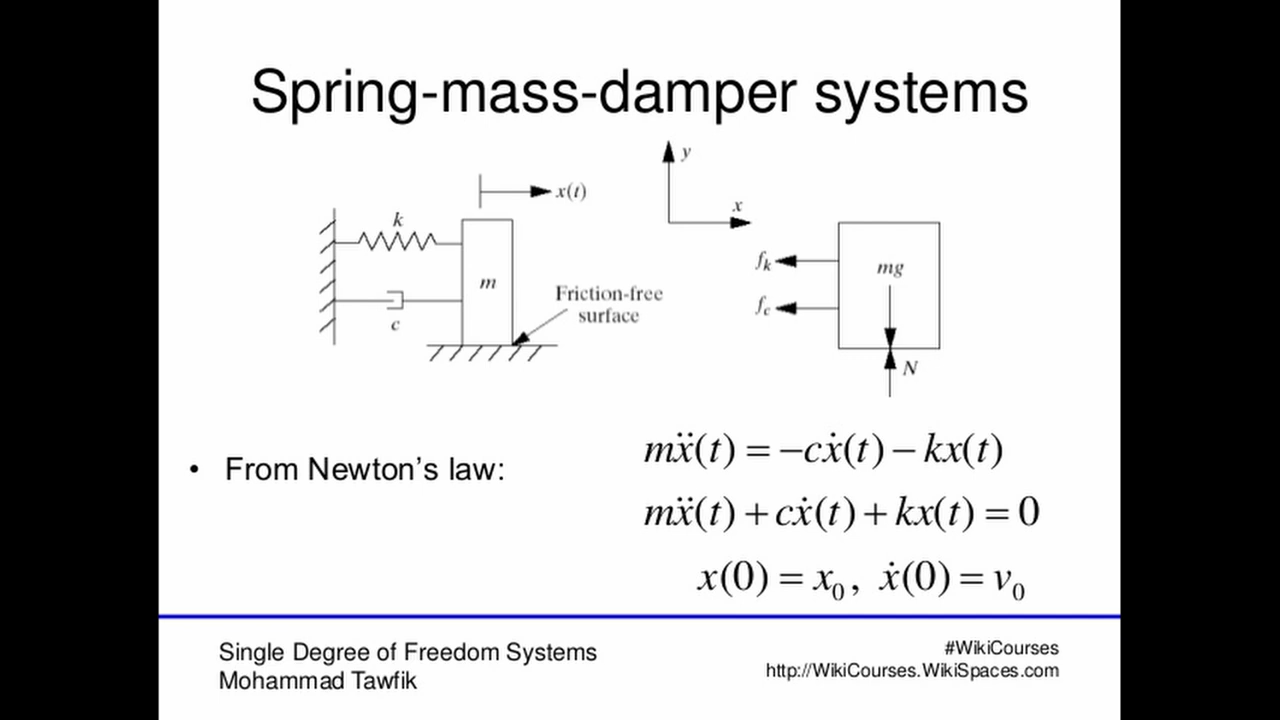 Spring-mass-damper systems
y
x(t)
x
k
f_k
mg
m
Friction-free
surface
f_c
c
N
• From Newton's law:
mẍ(t) = −cẋ(t) − kx(t)
mẍ(t) + cẋ(t) + kx(t) = 0
x(0) = x₀, ẋ(0) = v₀
Single Degree of Freedom Systems
Mohammad Tawfik
#WikiCourses
http://WikiCourses.WikiSpaces.com